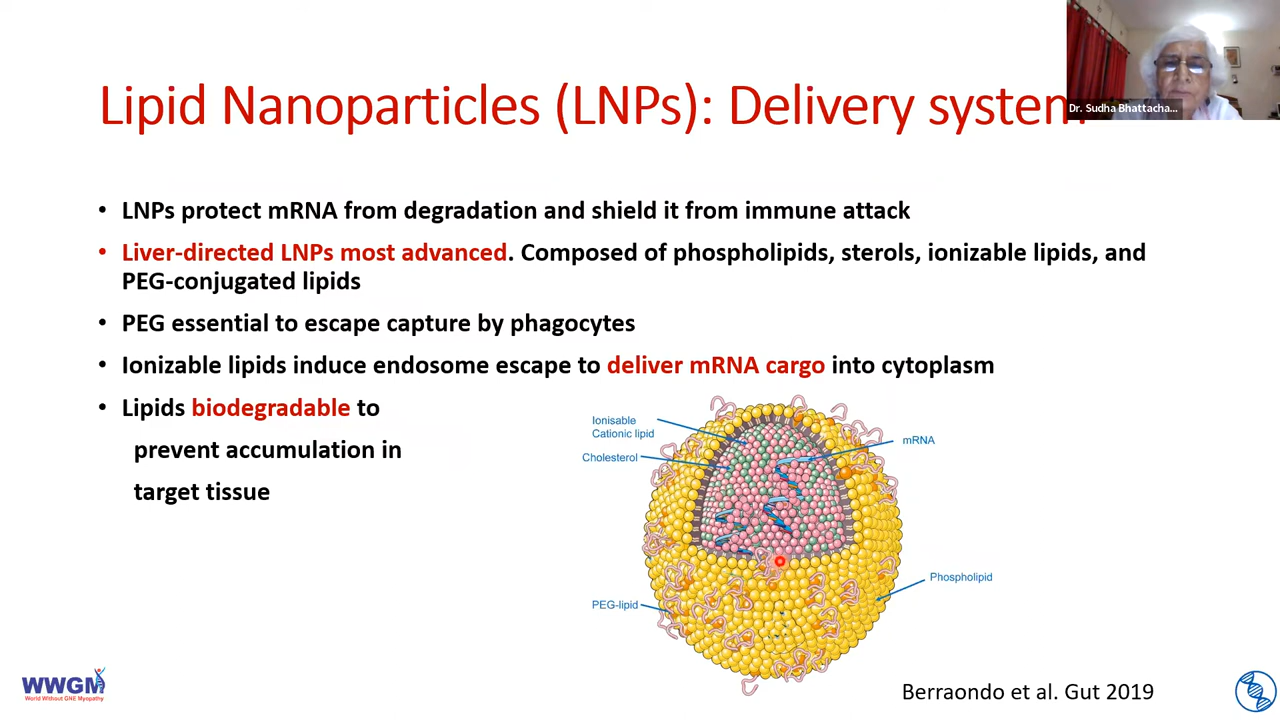 Dr. Sudha Bhattacha...
Lipid Nanoparticles (LNPs): Delivery system
• LNPs protect mRNA from degradation and shield it from immune attack
• Liver-directed LNPs most advanced. Composed of phospholipids, sterols, ionizable lipids, and
PEG-conjugated lipids
• PEG essential to escape capture by phagocytes
• Ionizable lipids induce endosome escape to deliver mRNA cargo into cytoplasm
• Lipids biodegradable to
prevent accumulation in
target tissue
Ionisable
Cationic lipid
Cholesterol
mRNA
PEG-lipid
Phospholipid
WWGM
World Without GNE Myopathy
Berraondo et al. Gut 2019